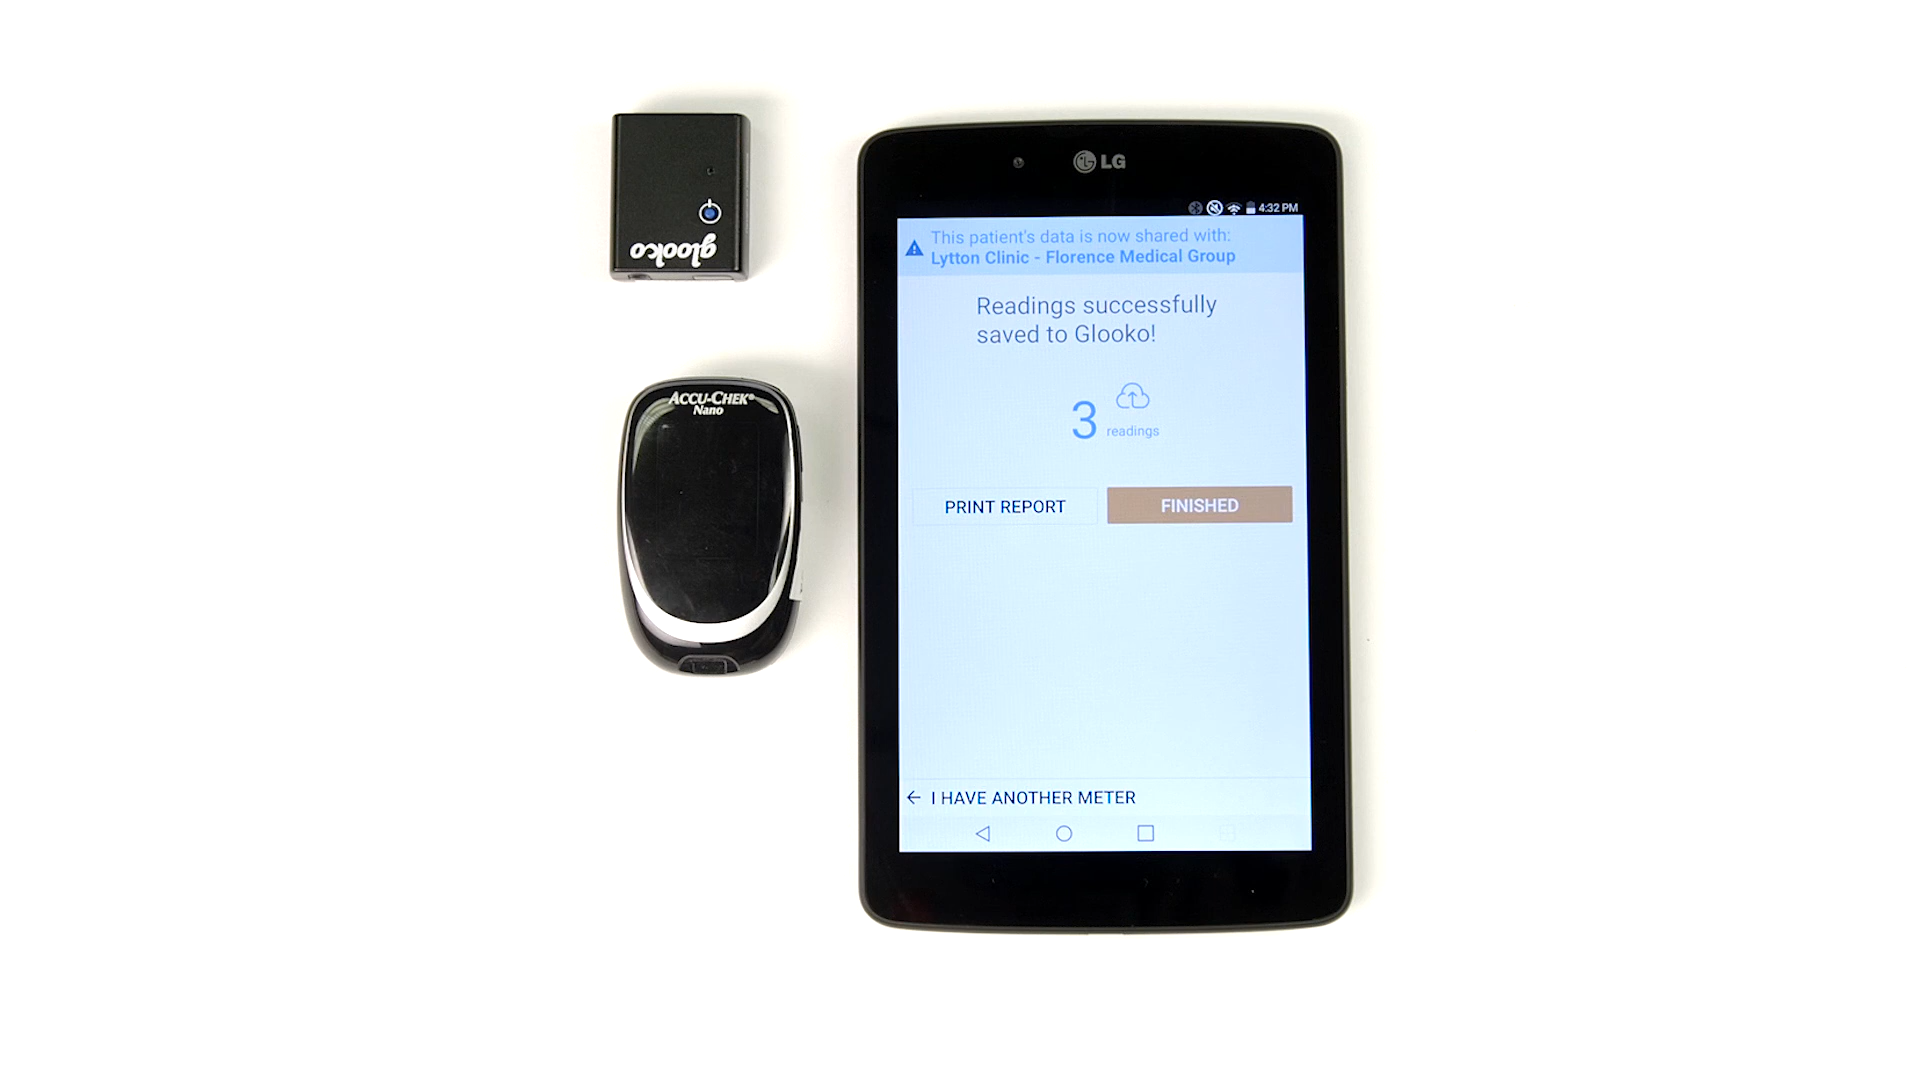 glooko
ACCU-CHEK®
Nano
LG
4:32 PM
This patient's data is now shared with:
Lytton Clinic - Florence Medical Group
Readings successfully
saved to Glooko!
3 readings
PRINT REPORT
FINISHED
I HAVE ANOTHER METER